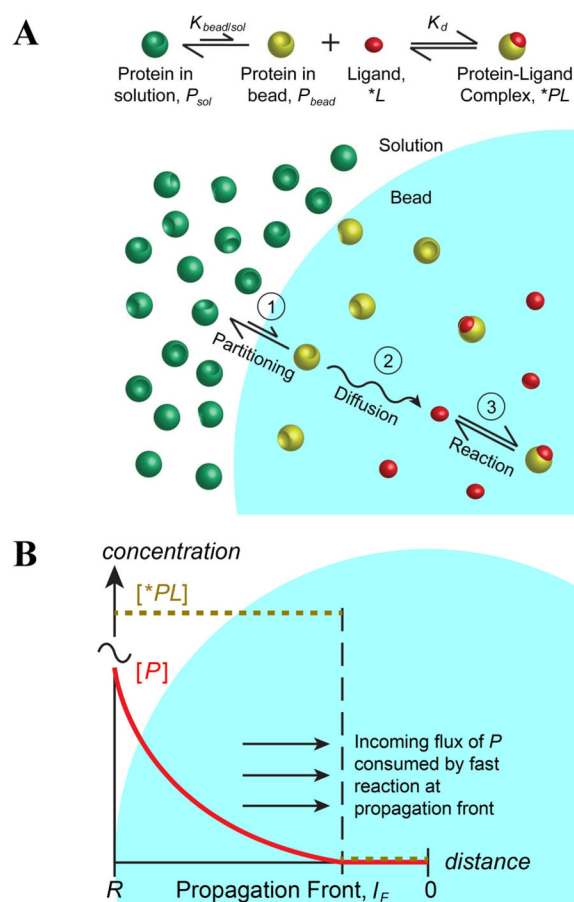 A
K_bead/sol
K_d
+
Protein in
solution, P_sol
Protein in
bead, P_bead
Ligand,
*L
Protein-Ligand
Complex, *PL
Solution
Bead
1
Partitioning
2
Diffusion
3
Reaction
B
concentration
[*PL]
[P]
Incoming flux of P
consumed by fast
reaction at
propagation front
distance
R
Propagation Front, l_F
0